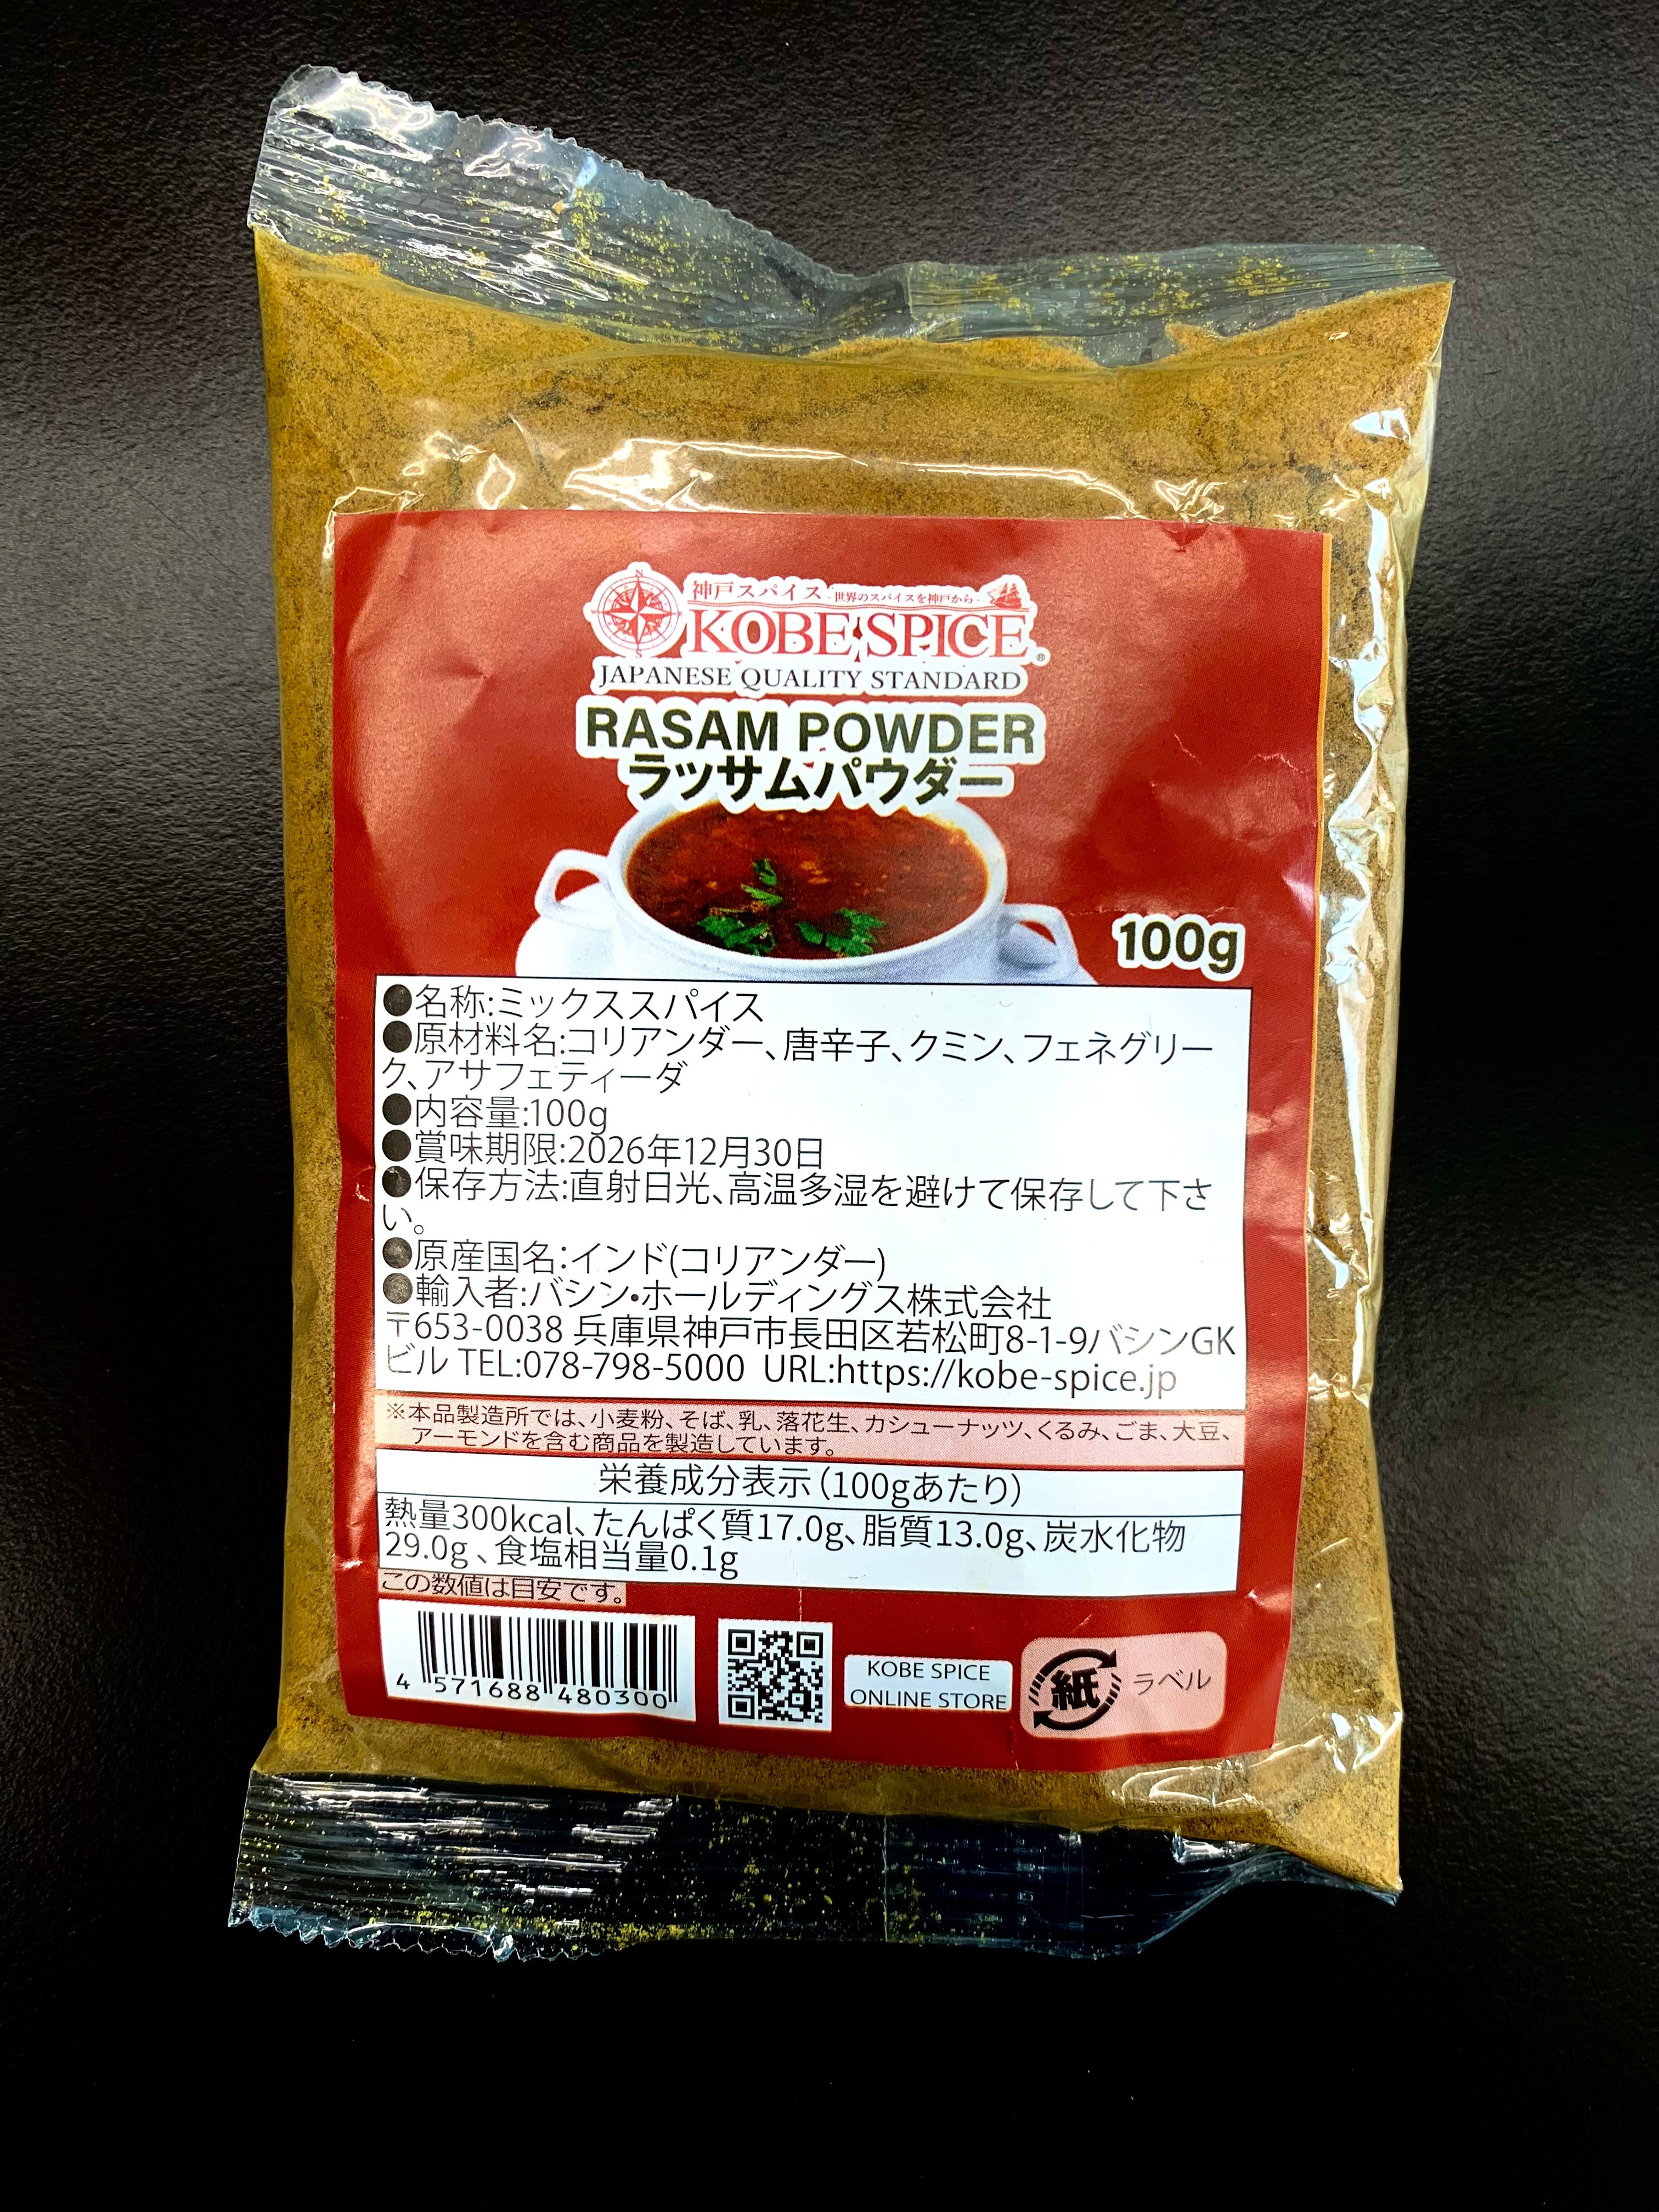 神戸スパイス -世界のスパイスを神戸から-
KOBE SPICE®
JAPANESE QUALITY STANDARD
RASAM POWDER
ラッサムパウダー
100g
●名称:ミックススパイス
●原材料名:コリアンダー、唐辛子、クミン、フェネグリー
ク、アサフェティーダ
●内容量:100g
●賞味期限:2026年12月30日
●保存方法:直射日光、高温多湿を避けて保存して下さ
い。
●原産国名:インド(コリアンダー)
●輸入者:バシン・ホールディングス株式会社
〒653-0038 兵庫県神戸市長田区若松町8-1-9バシンGK
ビル TEL:078-798-5000 URL:https://kobe-spice.jp
※本品製造所では、小麦粉、そば、乳、落花生、カシューナッツ、くるみ、ごま、大豆、
アーモンドを含む商品を製造しています。
栄養成分表示(100gあたり)
熱量300kcal、たんぱく質17.0g、脂質13.0g、炭水化物
29.0g、食塩相当量0.1g
この数値は目安です。
4 571688 480300
KOBE SPICE
ONLINE STORE
紙 ラベル